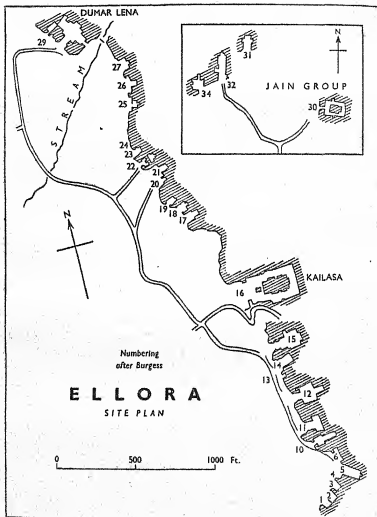 DUMAR LENA
29
STREAM
27
26
25
24
23
22
21
20
19 18 17
N
31
32
34
JAIN GROUP
30
N
KAILASA
16
15
14
13
12
11
10
6
5
4
3
2
1
Numbering
after Burgess
ELLORA
SITE PLAN
0 500 1000 Ft.